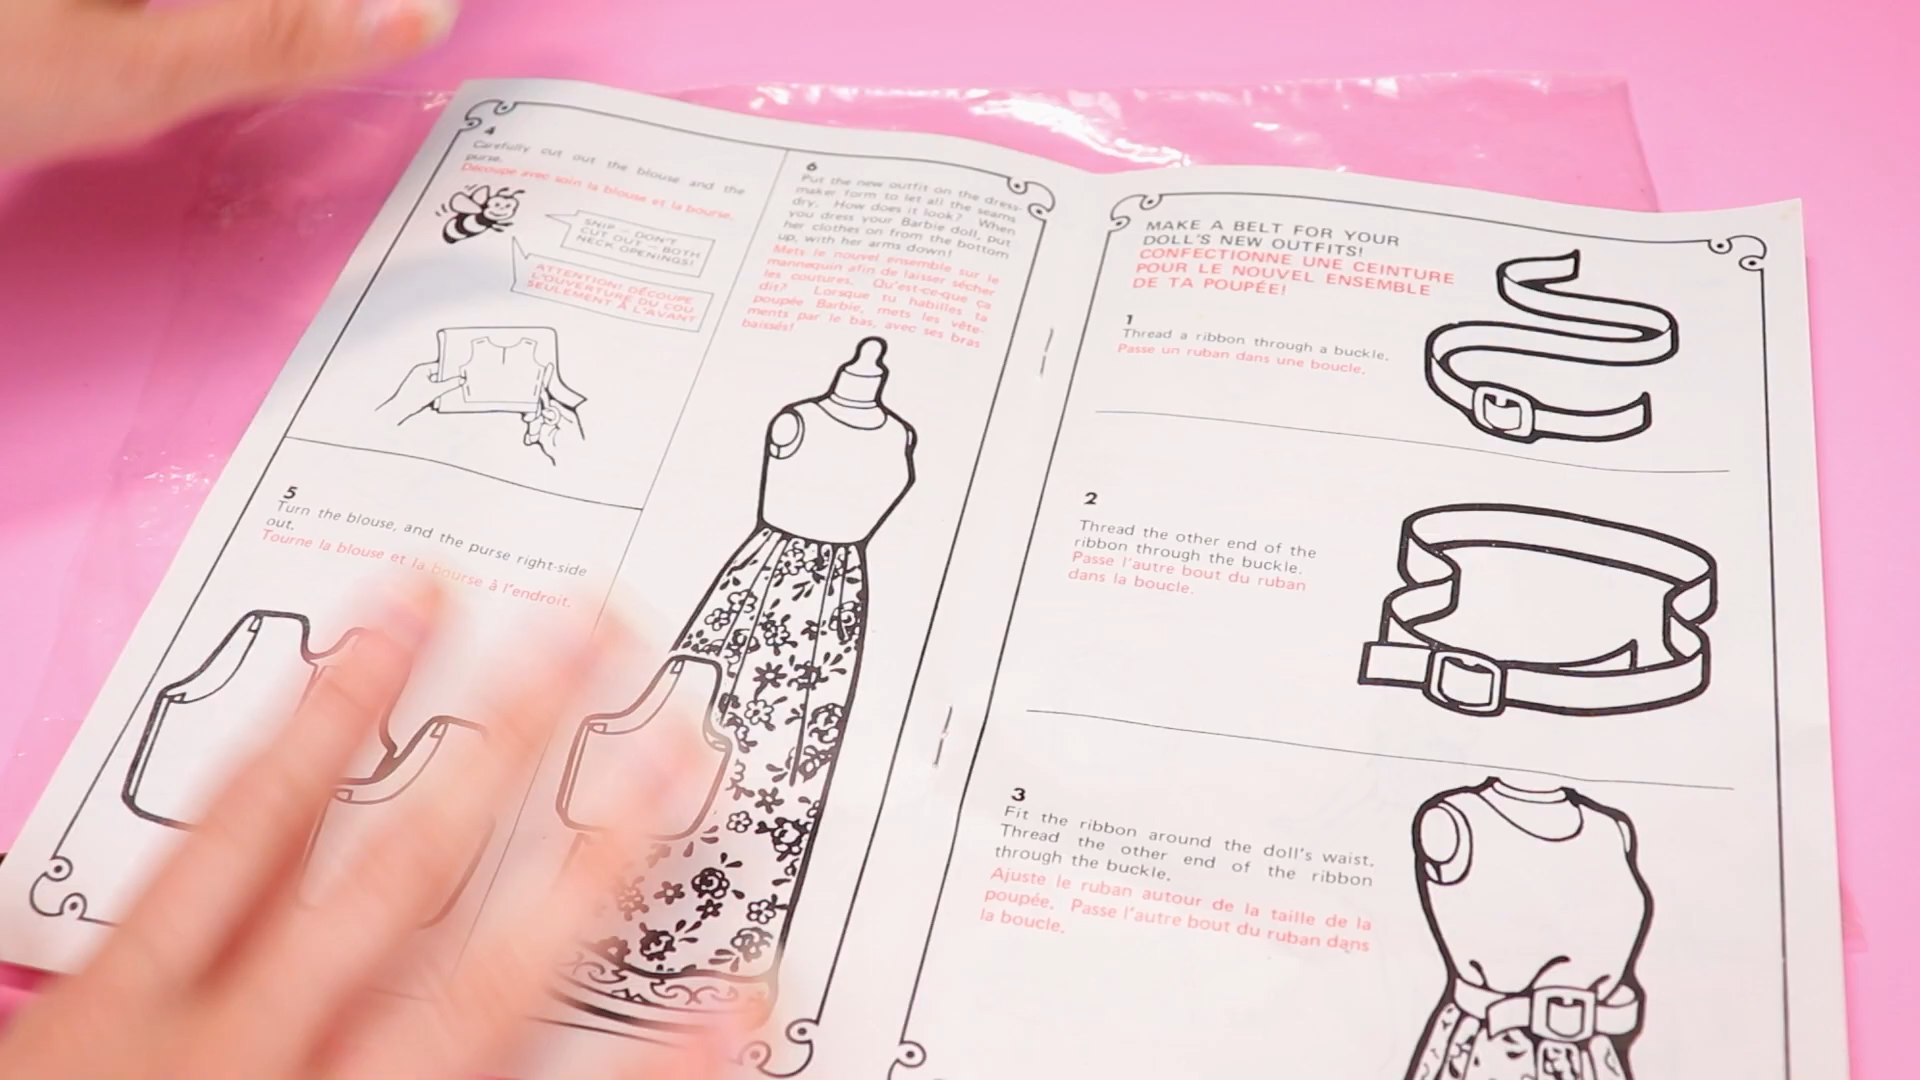 4
Carefully cut out the blouse and the
purse.
Découpe avec soin la blouse et la bourse.
SNIP — DON'T
CUT OUT — BOTH
NECK OPENINGS!
ATTENTION! DÉCOUPE
L'OUVERTURE DU COU
SEULEMENT À L'AVANT
5
Turn the blouse, and the purse right-side
out.
Tourne la blouse et la bourse à l'endroit.
6
Put the new outfit on the dress-
maker form to let all the seams
dry. How does it look? When
you dress your Barbie doll, put
her clothes on from the bottom
up, with her arms down!
Mets le nouvel ensemble sur le
mannequin afin de laisser sécher
les coutures. Qu'est-ce-que ça
dit? Lorsque tu habilles ta
poupée Barbie, mets les vête-
ments par le bas, avec ses bras
baissés!
MAKE A BELT FOR YOUR
DOLL'S NEW OUTFITS!
CONFECTIONNE UNE CEINTURE
POUR LE NOUVEL ENSEMBLE
DE TA POUPÉE!
1
Thread a ribbon through a buckle.
Passe un ruban dans une boucle.
2
Thread the other end of the
ribbon through the buckle.
Passe l'autre bout du ruban
dans la boucle.
3
Fit the ribbon around the doll's waist.
Thread the other end of the ribbon
through the buckle.
Ajuste le ruban autour de la taille de la
poupée. Passe l'autre bout du ruban dans
la boucle.